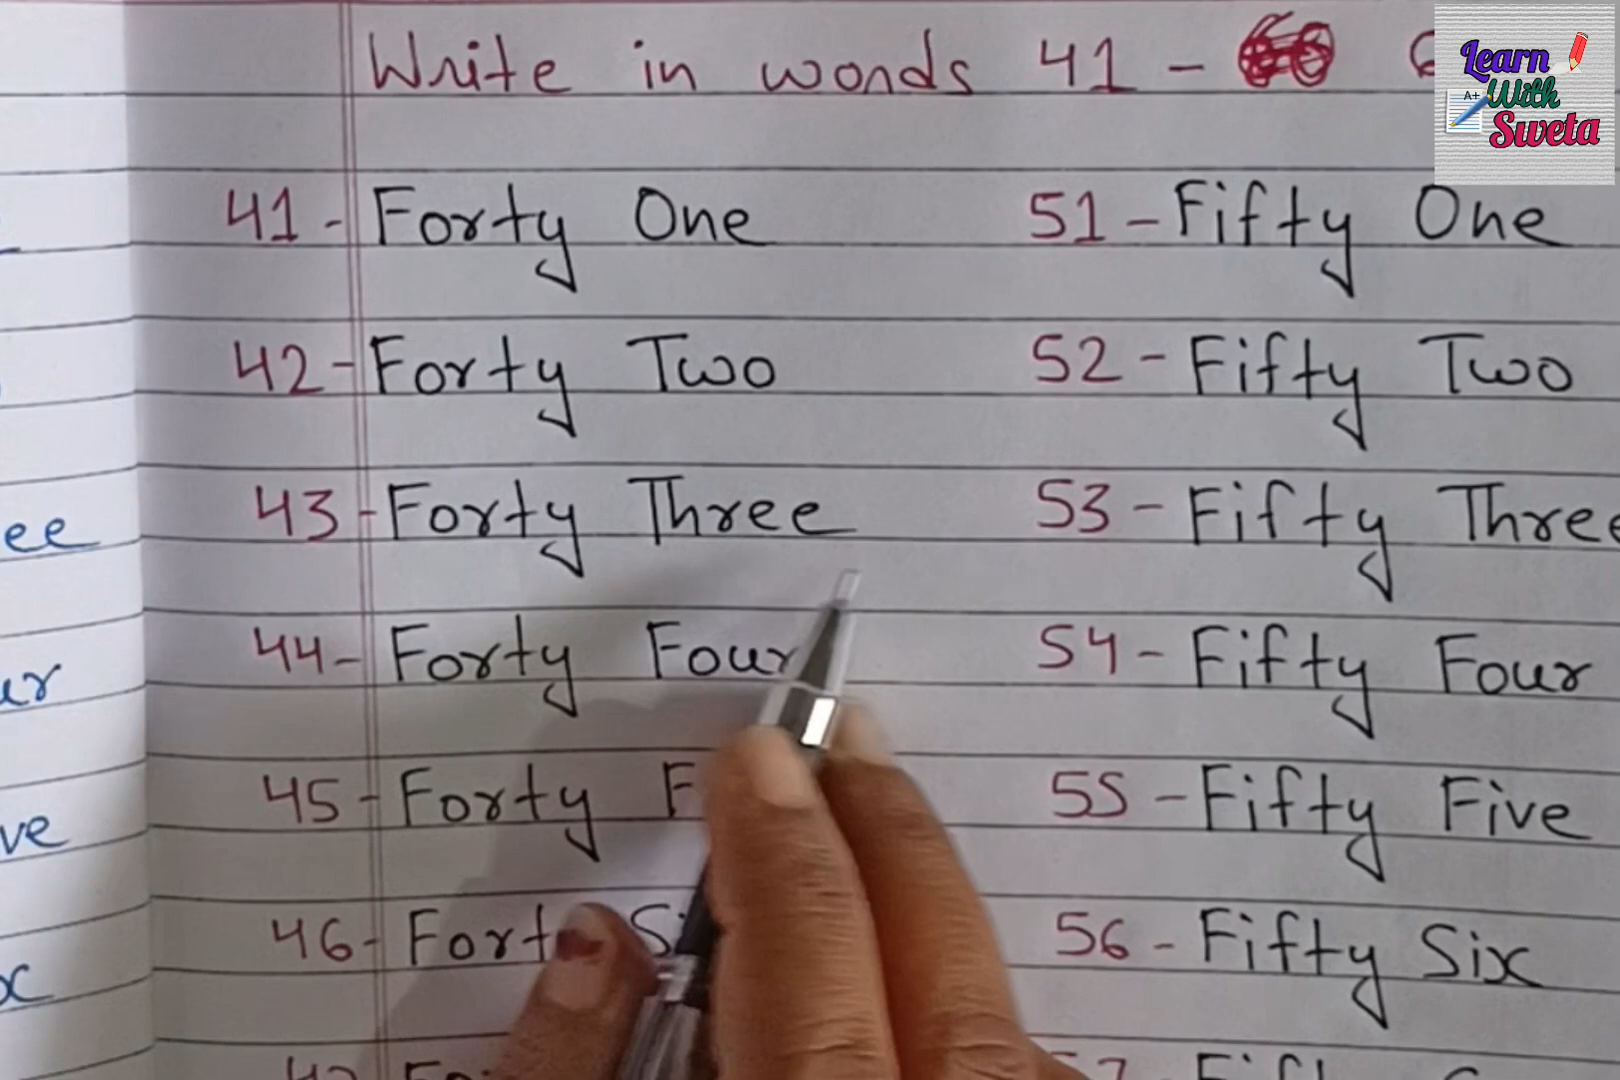 Write in words 41 -
41 - Forty One
42 - Forty Two
43 - Forty Three
44 - Forty Four
45 - Forty
46 -
51 - Fifty One
52 - Fifty Two
53 - Fifty Three
54 - Fifty Four
55 - Fifty Five
56 - Fifty Six
Learn
A+ With
Sweta